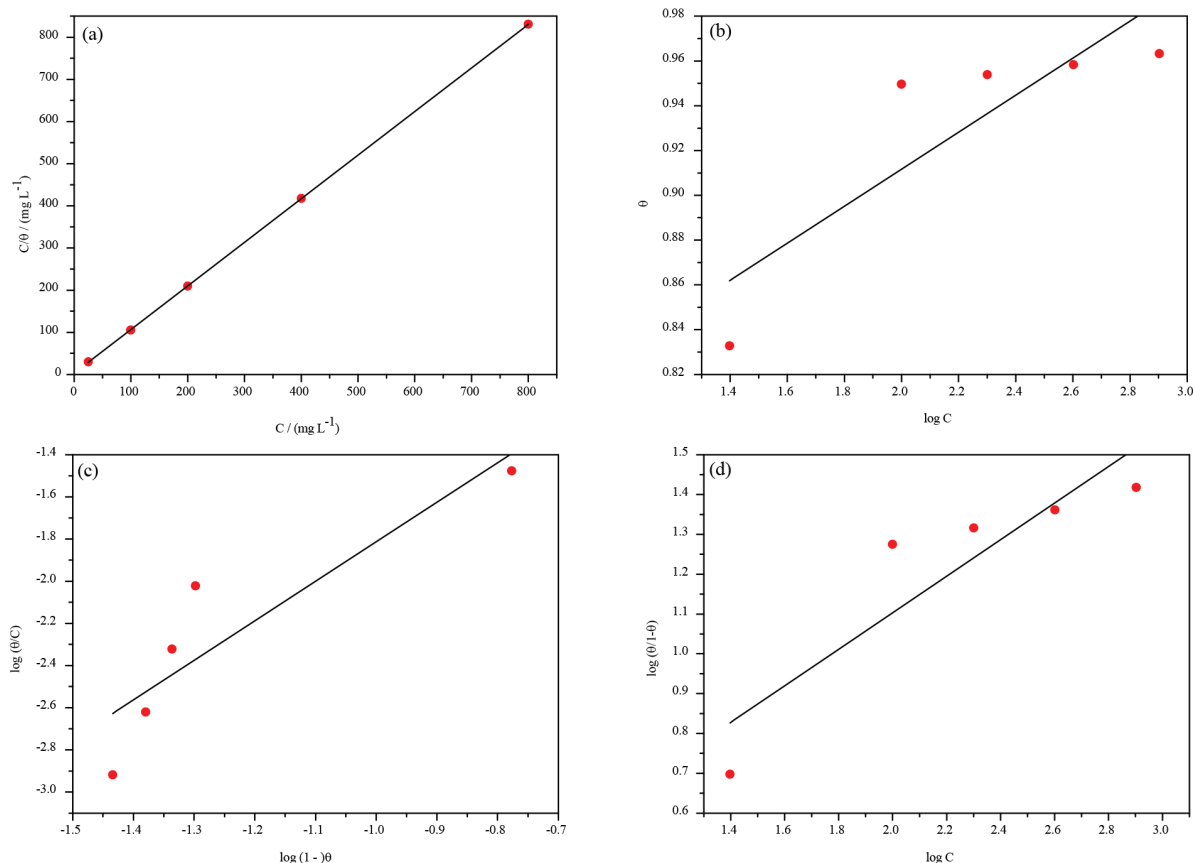 (a)
800
700
600
500
400
300
200
100
0
C/θ / (mg L-1)
0 100 200 300 400 500 600 700 800
C / (mg L-1)
(b)
0.98
0.96
0.94
0.92
0.90
0.88
0.86
0.84
0.82
θ
1.4 1.6 1.8 2.0 2.2 2.4 2.6 2.8 3.0
log C
(c)
-1.4
-1.6
-1.8
-2.0
-2.2
-2.4
-2.6
-2.8
-3.0
log (θ/C)
-1.5 -1.4 -1.3 -1.2 -1.1 -1.0 -0.9 -0.8 -0.7
log (1 - )θ
(d)
1.5
1.4
1.3
1.2
1.1
1.0
0.9
0.8
0.7
0.6
log (θ/1-θ)
1.4 1.6 1.8 2.0 2.2 2.4 2.6 2.8 3.0
log C